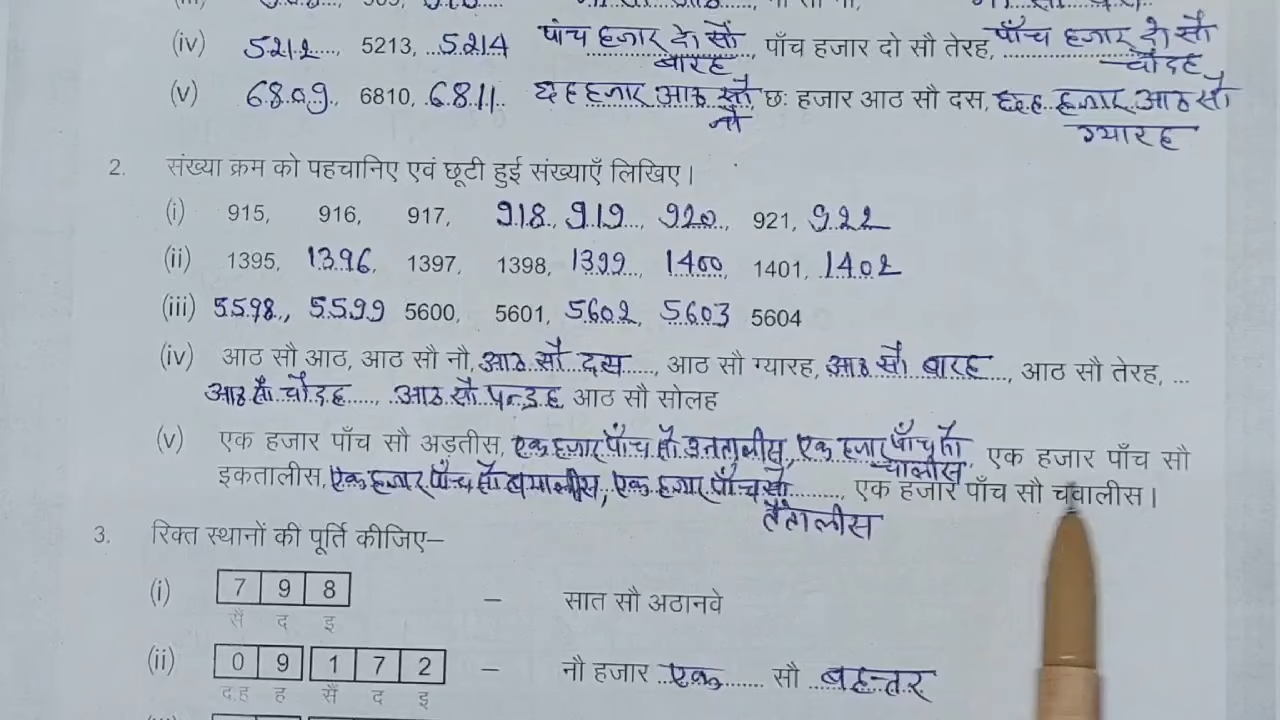 (iv) 5212, 5213, 5214 पाँच हजार दो सौ बारह, पाँच हजार दो सौ तेरह, पाँच हजार दो सौ चौदह
(v) 6809, 6810, 6811 छह हजार आठ सौ नौ, छः हजार आठ सौ दस, छह हजार आठ सौ ग्यारह
2. संख्या क्रम को पहचानिए एवं छूटी हुई संख्याएँ लिखिए।
(i) 915, 916, 917, 918, 919, 920, 921, 922
(ii) 1395, 1396, 1397, 1398, 1399, 1400, 1401, 1402
(iii) 5598, 5599 5600, 5601, 5602, 5603 5604
(iv) आठ सौ आठ, आठ सौ नौ, आठ सौ दस, आठ सौ ग्यारह, आठ सौ बारह, आठ सौ तेरह, ...
आठ सौ चौदह, आठ सौ पन्द्रह आठ सौ सोलह
(v) एक हजार पाँच सौ अड़तीस, एक हजार पाँच सौ उनतालीस, एक हजार पाँच सौ चालीस, एक हजार पाँच सौ
इकतालीस, एक हजार पाँच सौ बयालीस, एक हजार पाँच सौ तैंतालीस, एक हजार पाँच सौ चवालीस।
3. रिक्त स्थानों की पूर्ति कीजिए–
(i) 7 9 8 – सात सौ अठानवे
सै द इ
(ii) 0 9 1 7 2 – नौ हजार एक सौ बहत्तर
द.ह ह सै द इ